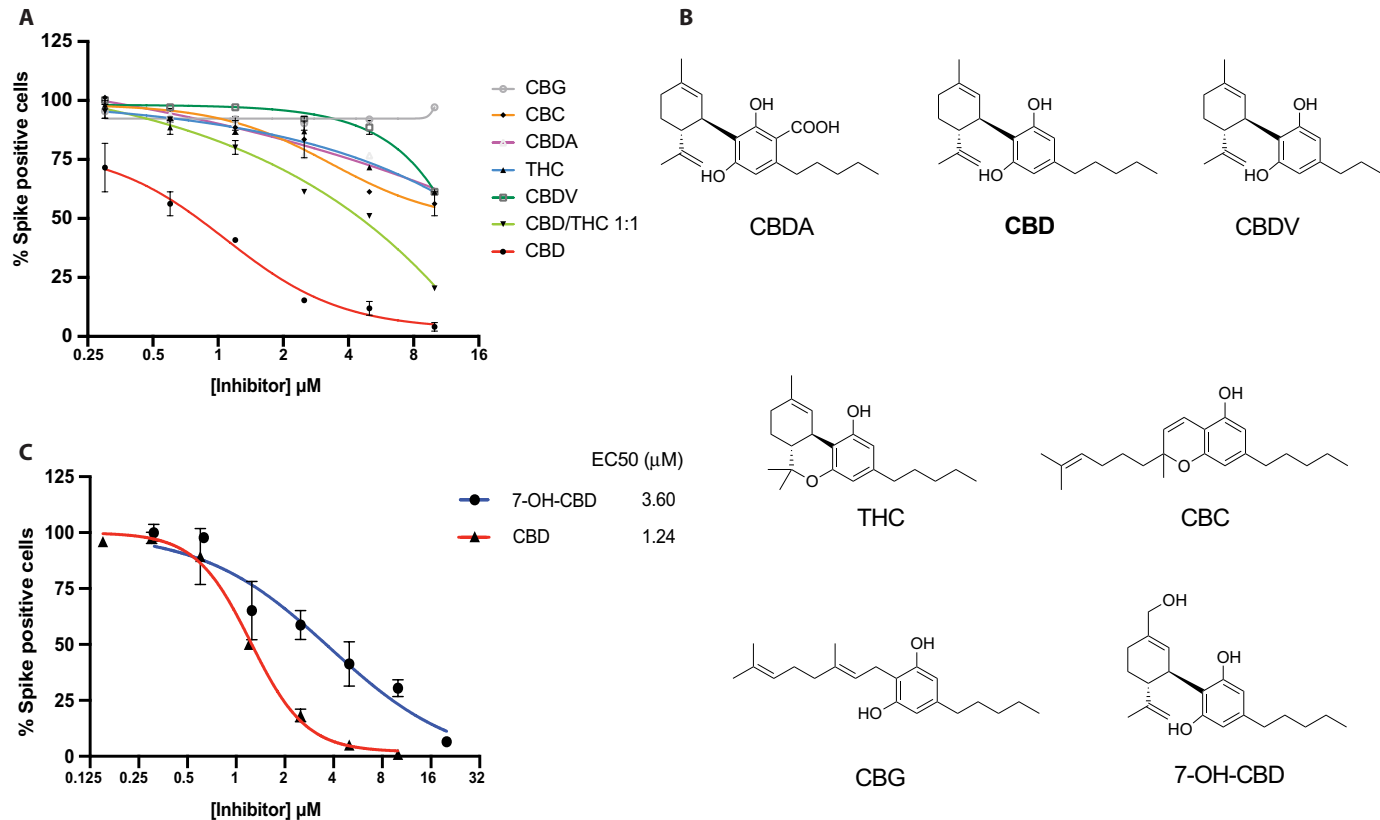 A
B
125
100
75
50
25
0
% Spike positive cells
0.25
0.5
1
2
4
8
16
[Inhibitor] µM
CBG
CBC
CBDA
THC
CBDV
CBD/THC 1:1
CBD
OH
COOH
HO
CBDA
OH
HO
CBD
OH
HO
CBDV
OH
O
THC
OH
O
CBC
OH
HO
CBG
OH
OH
HO
7-OH-CBD
C
EC50 (µM)
7-OH-CBD 3.60
CBD 1.24
125
100
75
50
25
0
% Spike positive cells
0.125
0.25
0.5
1
2
4
8
16
32
[Inhibitor] µM